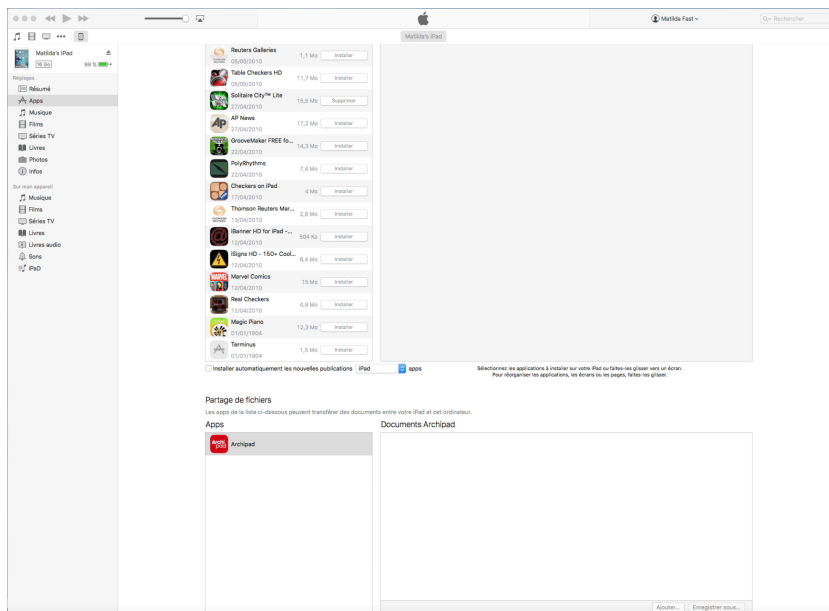 Matilda Fast
Rechercher
Matilda's iPad
Matilda's iPad
16 Go
99 %
Réglages
Résumé
Apps
Musique
Films
Séries TV
Livres
Photos
Infos
Sur mon appareil
Musique
Films
Séries TV
Livres
Livres audio
Sons
iPaD
Reuters Galleries
05/05/2010
1,1 Mo Installer
Table Checkers HD
05/05/2010
11,7 Mo Installer
Solitaire City™ Lite
27/04/2010
Supprimer
AP News
27/04/2010
17,2 Mo Installer
GrooveMaker FREE fo...
22/04/2010
14,3 Mo Installer
PolyRhythms
22/04/2010
7,4 Mo Installer
Checkers on iPad
17/04/2010
4 Mo Installer
Thomson Reuters Mar...
13/04/2010
2,8 Mo Installer
iBanner HD for iPad -...
12/04/2010
504 Ko Installer
iSigns HD - 150+ Cool...
12/04/2010
6,4 Mo Installer
Marvel Comics
12/04/2010
15 Mo Installer
Real Checkers
12/04/2010
4,9 Mo Installer
Magic Piano
01/01/1904
12,3 Mo Installer
Terminus
01/01/1904
1,5 Mo Installer
Installer automatiquement les nouvelles publications iPad apps
Sélectionnez les applications à installer sur votre iPad ou faites-les glisser vers un écran.
Pour réorganiser les applications, les écrans ou les pages, faites-les glisser.
Partage de fichiers
Les apps de la liste ci-dessous peuvent transférer des documents entre votre iPad et cet ordinateur.
Apps
Documents Archipad
Archipad
Ajouter... Enregistrer sous...